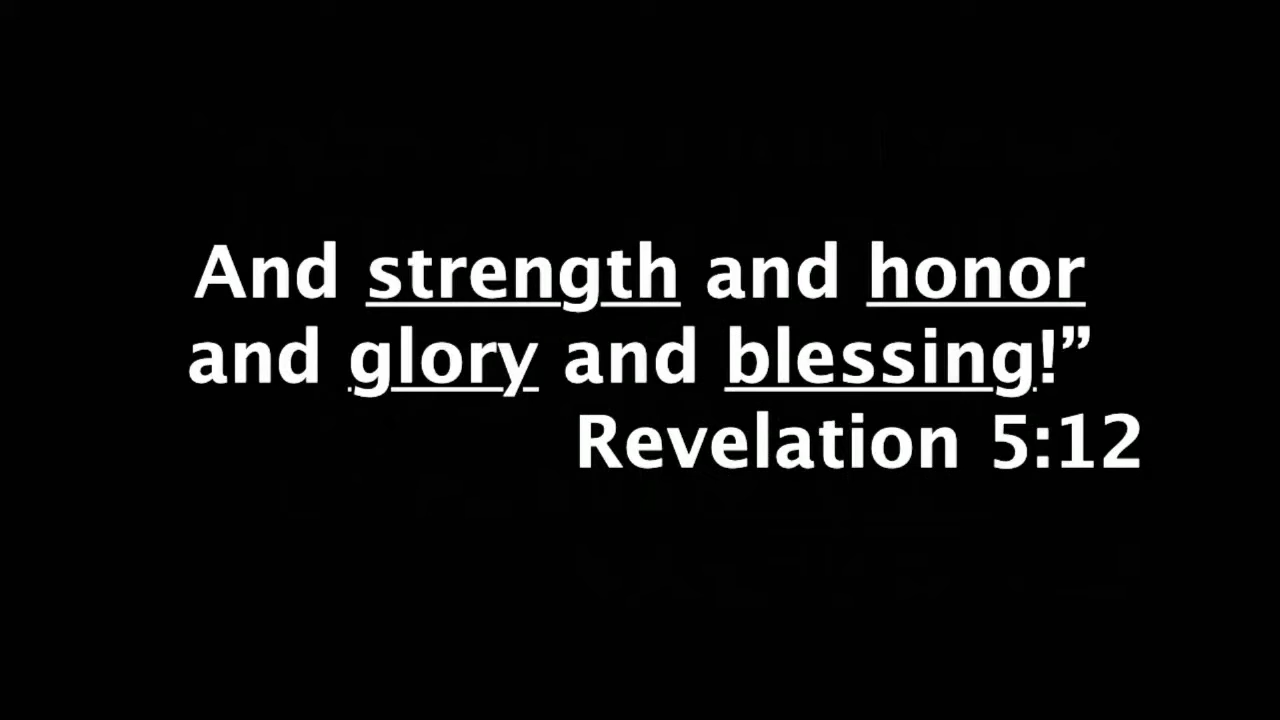 And strength and honor
and glory and blessing!”
Revelation 5:12